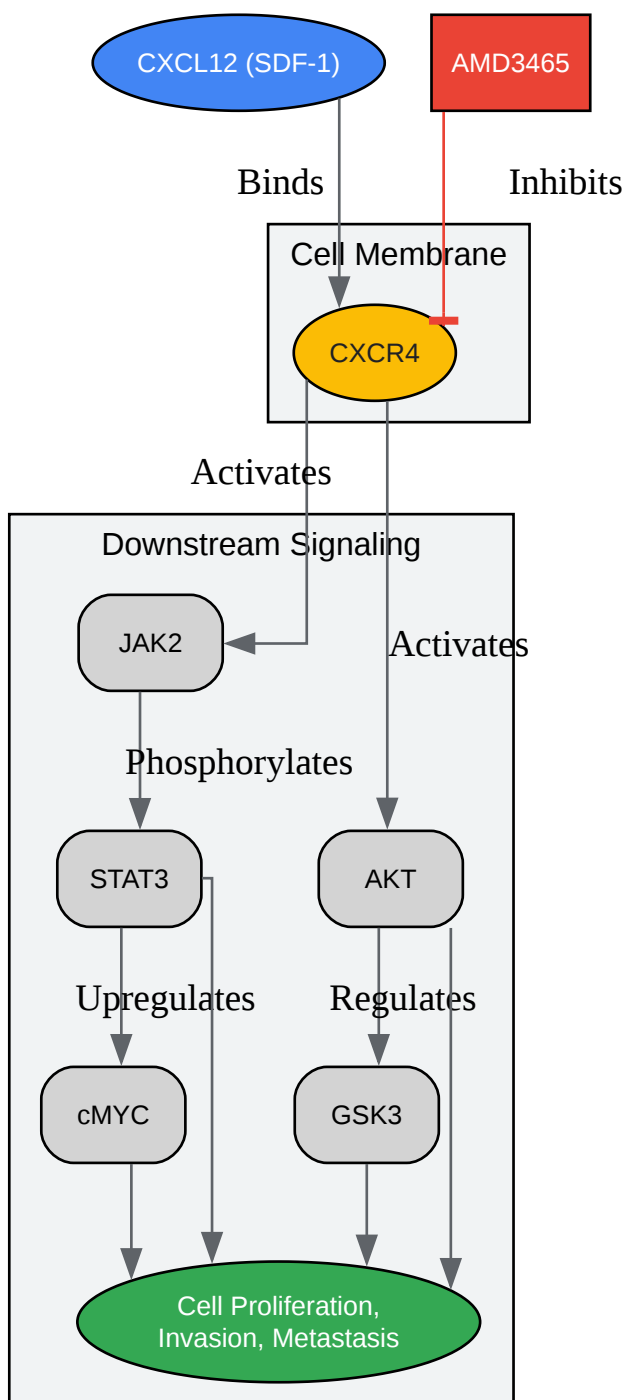 CXCL12 (SDF-1)
AMD3465
Binds
Inhibits
Cell Membrane
CXCR4
Activates
Downstream Signaling
JAK2
Activates
Phosphorylates
STAT3
AKT
Upregulates
Regulates
cMYC
GSK3
Cell Proliferation,
Invasion, Metastasis